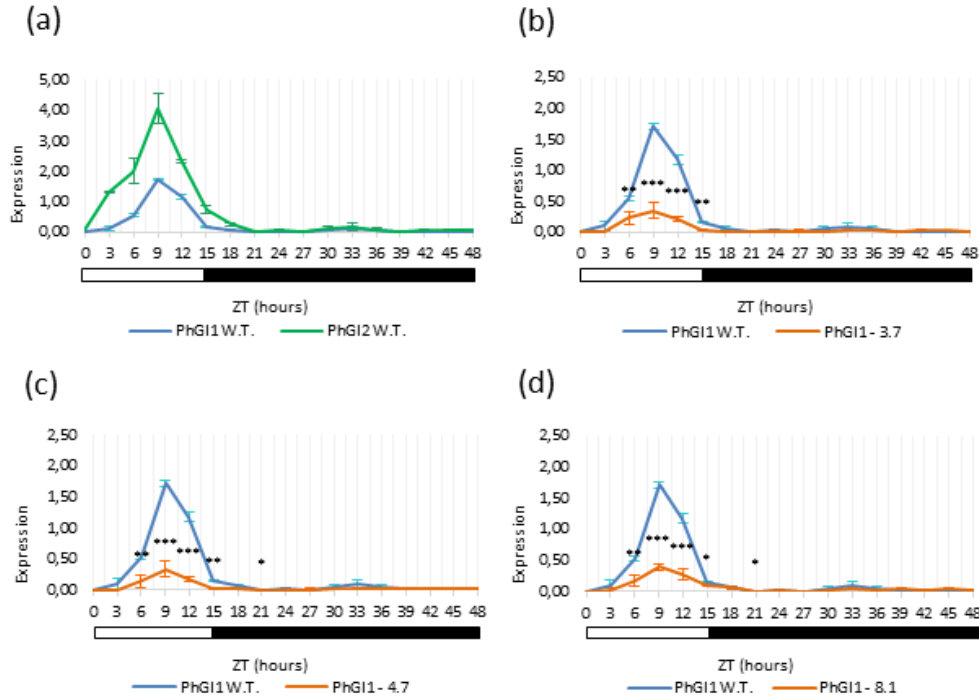 (a)
5,00
4,00
3,00
2,00
1,00
0,00
Expression
0 3 6 9 12 15 18 21 24 27 30 33 36 39 42 45 48
ZT (hours)
PhGI1 W.T. PhGI2 W.T.
(b)
2,50
2,00
1,50
1,00
0,50
0,00
Expression
** *** *** **
0 3 6 9 12 15 18 21 24 27 30 33 36 39 42 45 48
ZT (hours)
PhGI1 W.T. PhGI1 - 3.7
(c)
2,50
2,00
1,50
1,00
0,50
0,00
Expression
** *** *** ** *
0 3 6 9 12 15 18 21 24 27 30 33 36 39 42 45 48
ZT (hours)
PhGI1 W.T. PhGI1 - 4.7
(d)
2,50
2,00
1,50
1,00
0,50
0,00
Expression
** *** *** * *
0 3 6 9 12 15 18 21 24 27 30 33 36 39 42 45 48
ZT (hours)
PhGI1 W.T. PhGI1 - 8.1